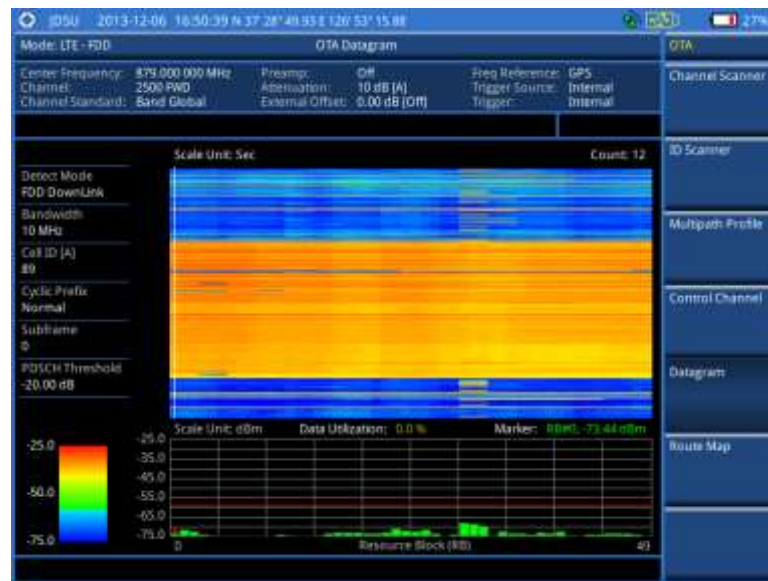 JDSU 2013-12-06 16:50:39 N 37° 28' 49.93 E 126° 53' 15.88 27%
Mode: LTE - FDD OTA Datagram OTA
Center Frequency: 879.000 000 MHz Preamp: Off Freq Reference: GPS
Channel: 2500 FWD Attenuation: 10 dB [A] Trigger Source: Internal
Channel Standard: Band Global External Offset: 0.00 dB [Off] Trigger: Internal
Channel Scanner
Scale Unit: Sec Count: 12
ID Scanner
Detect Mode
FDD DownLink
Bandwidth
10 MHz
Multipath Profile
Cell ID [A]
89
Cyclic Prefix
Normal
Control Channel
Subframe
0
PDSCH Threshold
-20.00 dB
Datagram
Scale Unit: dBm Data Utilization: 0.0 % Marker: -73.44 dBm
Route Map
-25.0
-50.0
-75.0
-25.0
-35.0
-45.0
-55.0
-65.0
-75.0
0 Resource Block (RB) 49